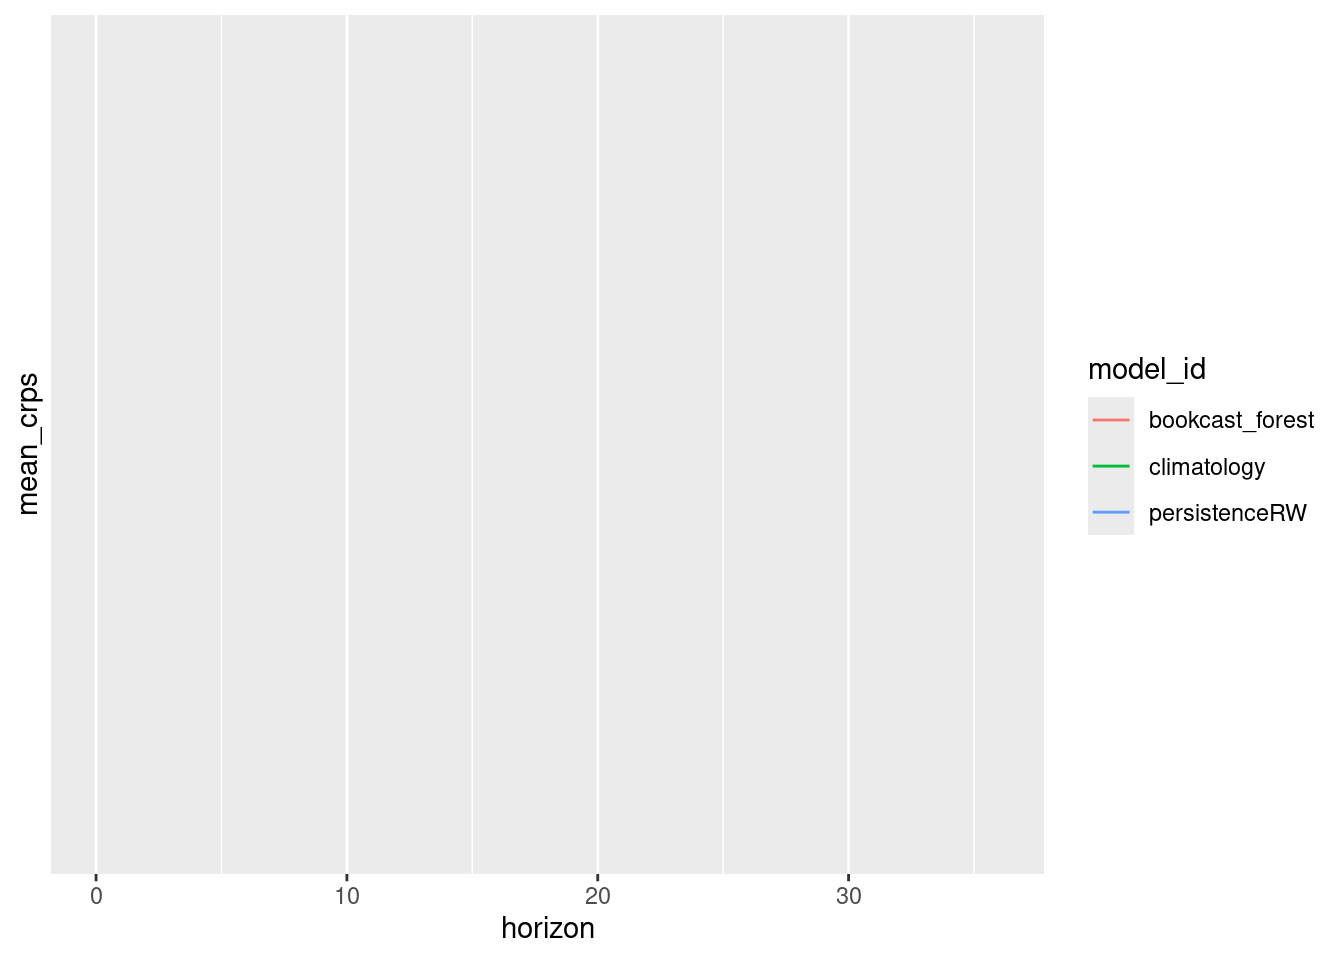 mean_crps
0 10 20 30
horizon
model_id
bookcast_forest
climatology
persistenceRW